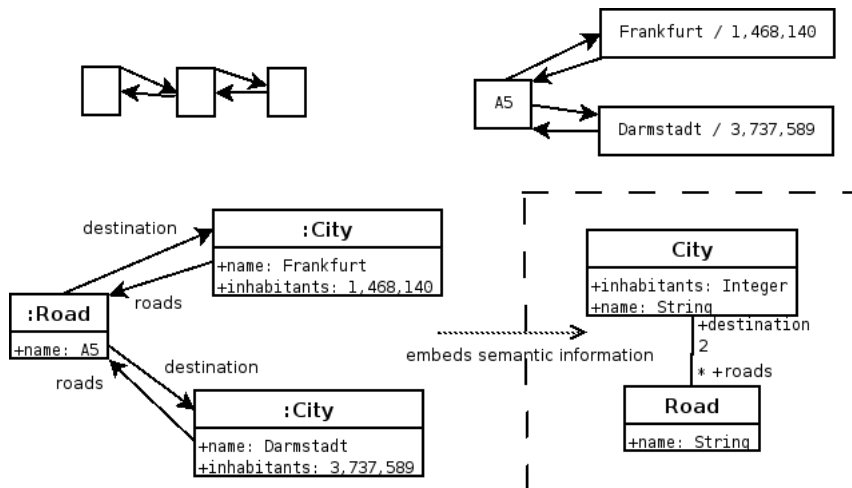 Frankfurt / 1,468,140
A5
Darmstadt / 3,737,589
destination
:City
+name: Frankfurt
+inhabitants: 1,468,140
roads
:Road
+name: A5
destination
roads
:City
+name: Darmstadt
+inhabitants: 3,737,589
embeds semantic information
City
+inhabitants: Integer
+name: String
+destination
2
* +roads
Road
+name: String